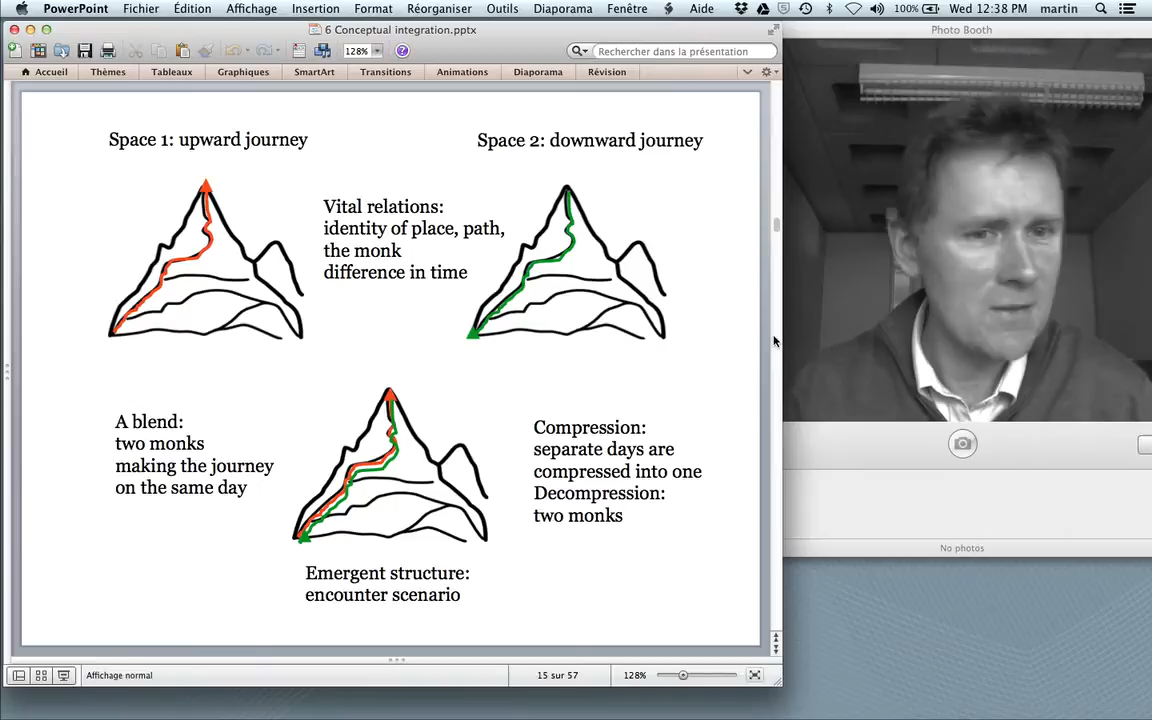 PowerPoint Fichier Édition Affichage Insertion Format Réorganiser Outils Diaporama Fenêtre Aide 100% Wed 12:38 PM martin
6 Conceptual integration.pptx
Photo Booth
128%
Rechercher dans la présentation
Accueil Thèmes Tableaux Graphiques SmartArt Transitions Animations Diaporama Révision
Space 1: upward journey
Space 2: downward journey
Vital relations:
identity of place, path,
the monk
difference in time
A blend:
two monks
making the journey
on the same day
Compression:
separate days are
compressed into one
Decompression:
two monks
Emergent structure:
encounter scenario
No photos
Affichage normal 15 sur 57 128%